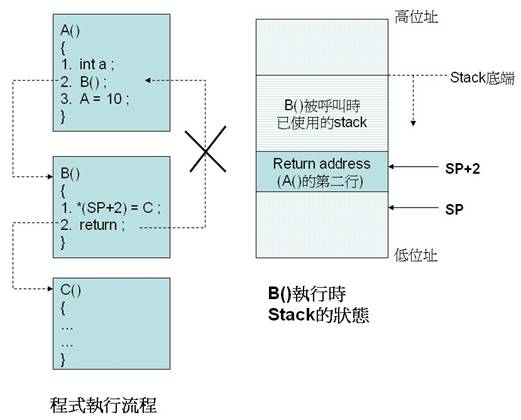 A()
{
1. int a ;
2. B() ;
3. A = 10 ;
}
B()
{
1. *(SP+2) = C ;
2. return ;
}
C()
{
…
…
}
程式執行流程
高位址
Stack底端
B()被呼叫時
已使用的stack
Return address
(A()的第二行)
SP+2
SP
低位址
B()執行時
Stack的狀態